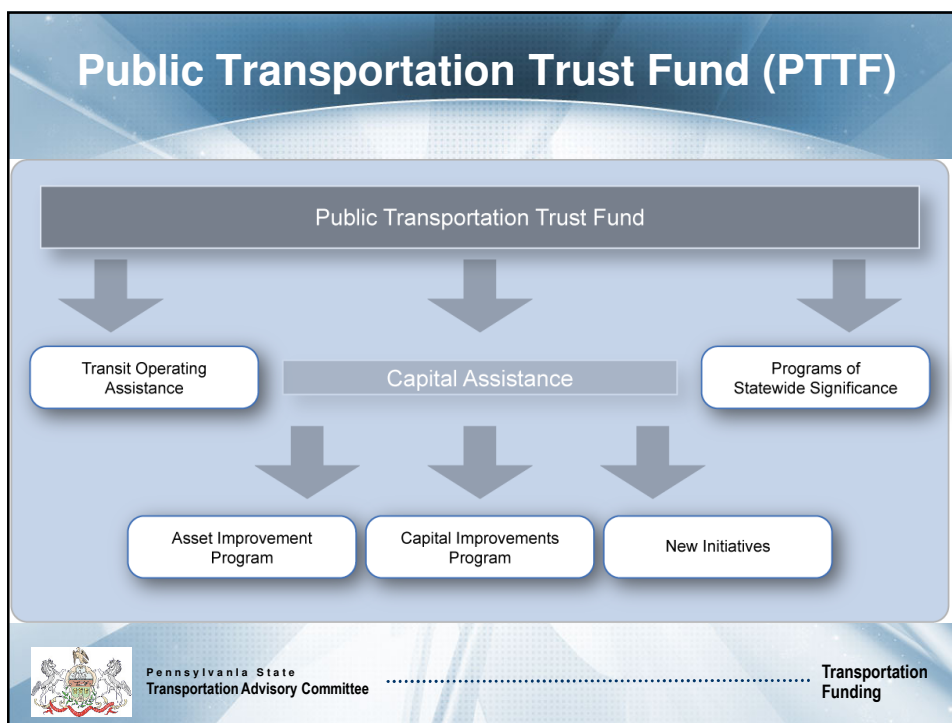 Public Transportation Trust Fund (PTTF)
Public Transportation Trust Fund
Transit Operating
Assistance
Capital Assistance
Programs of
Statewide Significance
Asset Improvement
Program
Capital Improvements
Program
New Initiatives
Pennsylvania State
Transportation Advisory Committee
Transportation
Funding